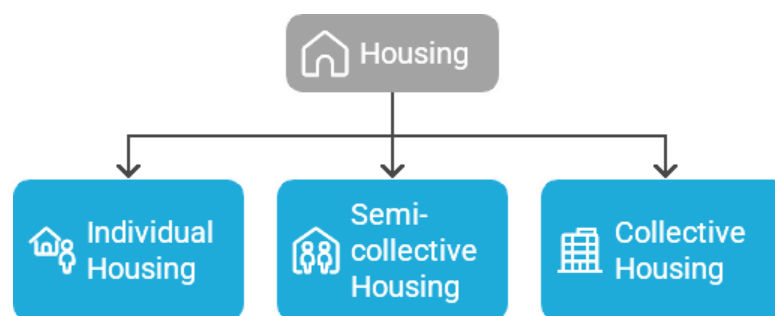 Housing
Individual
Housing
Semi-
collective
Housing
Collective
Housing